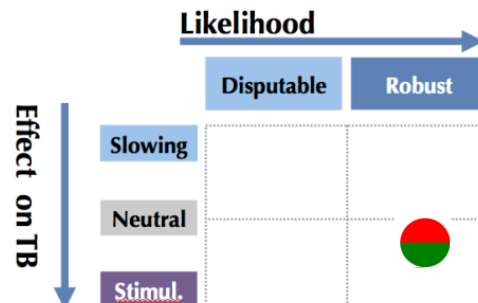 Likelihood
Disputable
Robust
Effect on TB
Slowing
Neutral
Stimul.